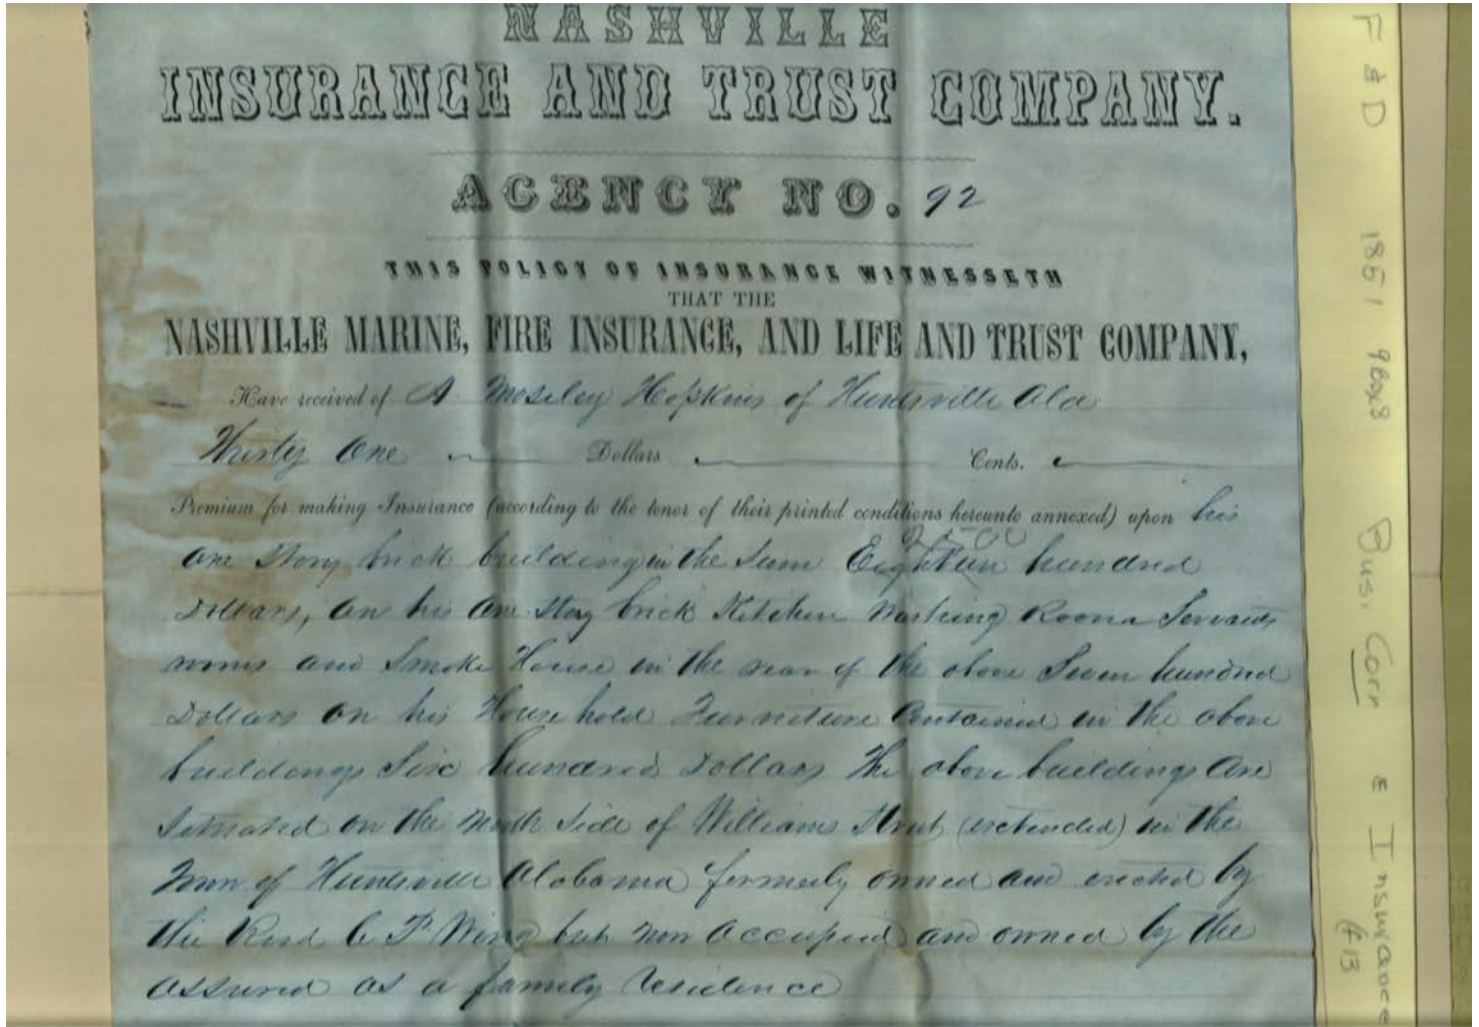 NASHVILLE
INSURANCE AND TRUST COMPANY.
AGENCY NO. 92
THIS POLICY OF INSURANCE WITNESSETH
THAT THE
NASHVILLE MARINE, FIRE INSURANCE, AND LIFE AND TRUST COMPANY,
Have received of A Moseley Hopkins of Huntsville Ala
Thirty One Dollars Cents.
Premium for making Insurance (according to the tenor of their printed conditions hereunto annexed) upon his
one Story brick building in the Sum Eighteen hundred
Dollars, On his One Story brick Kitchen Washing Room Servants
rooms and Smoke House in the rear of the above Seven hundred
Dollars on his House hold Furniture Contained in the above
buildings Six hundred Dollars The above buildings Are
Situated on the North Side of Williams Street (extended) in the
Town of Huntsville Alabama formerly owned and erected by
the Revd C P Wing but now Occupied and owned by the
assured as a family residence
F & D 1851 Box 8 Bus. Corr & Insurance
#13